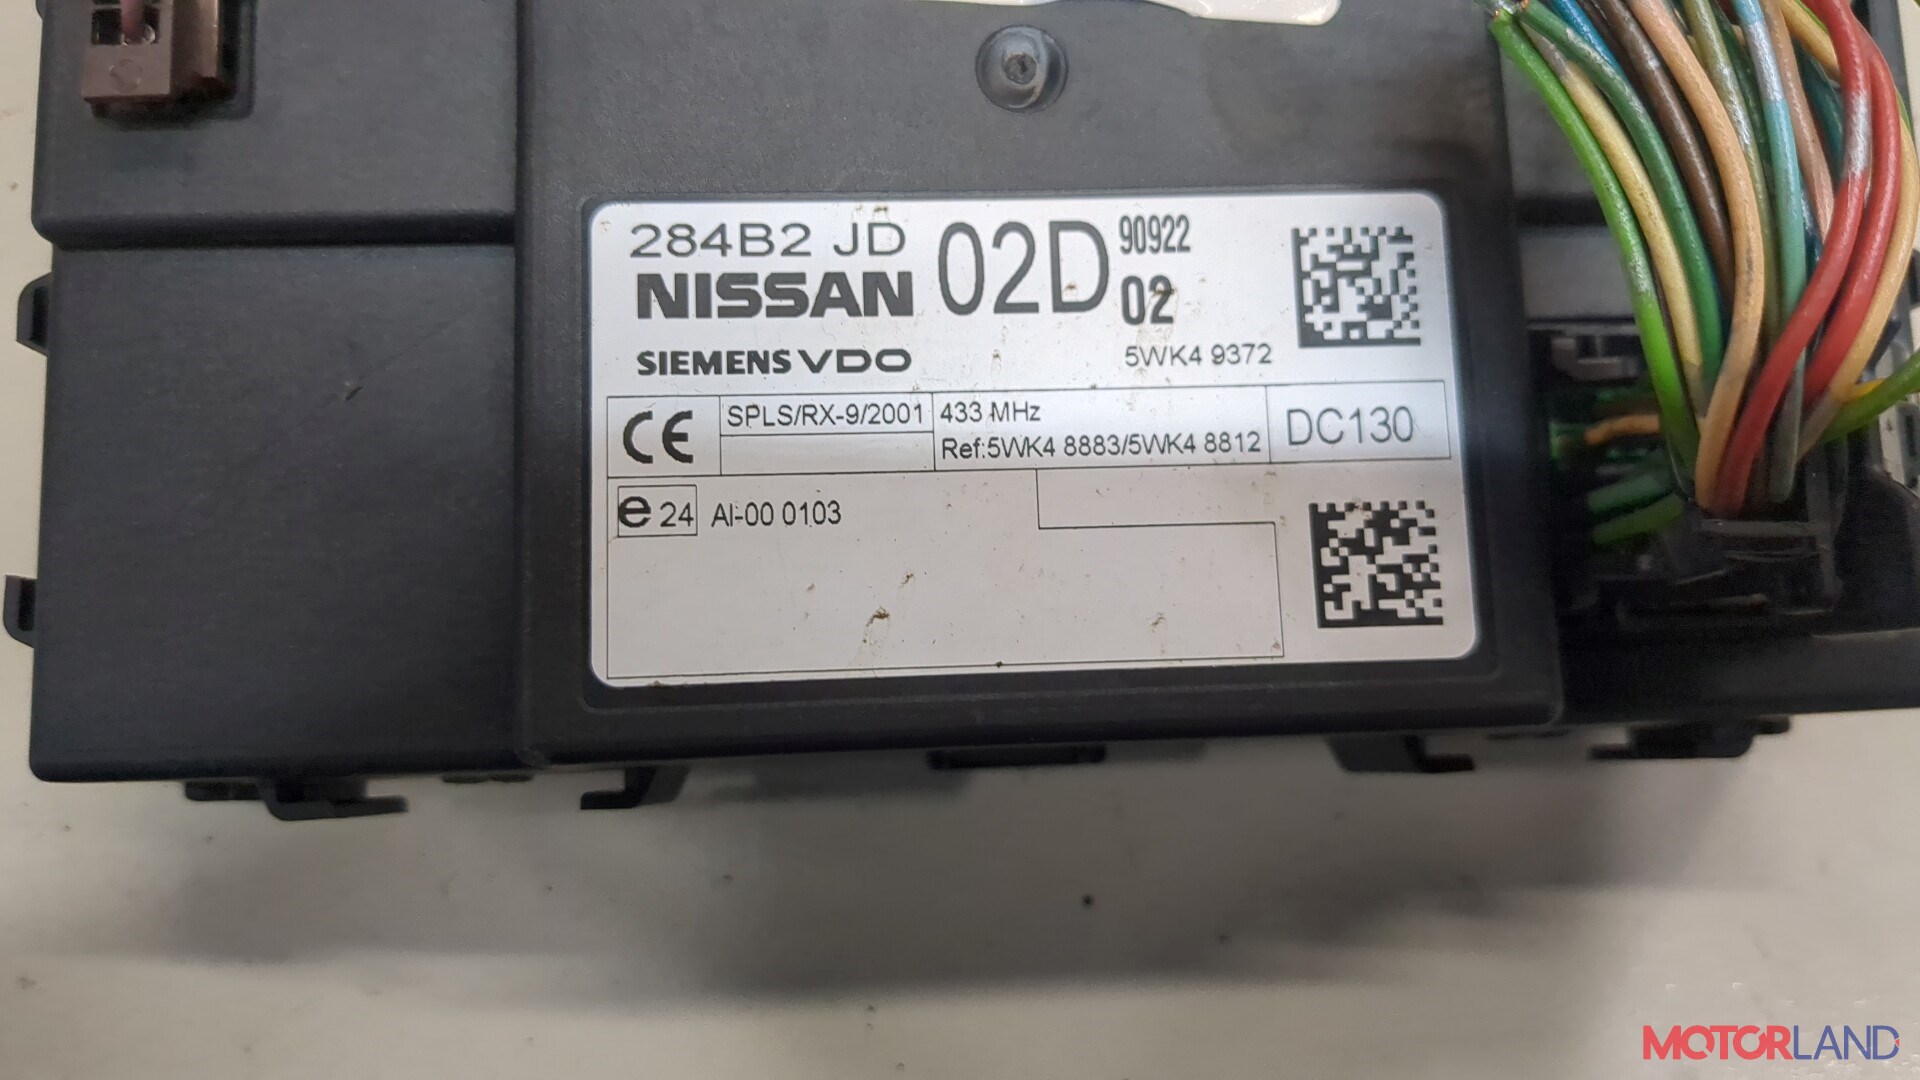 284B2 JD 02D 90922
NISSAN 02
SIEMENS VDO 5WK4 9372
CE SPLS/RX-9/2001 433 MHz DC130
Ref:5WK4 8883/5WK4 8812
e 24 AI-00 0103
MOTORLAND